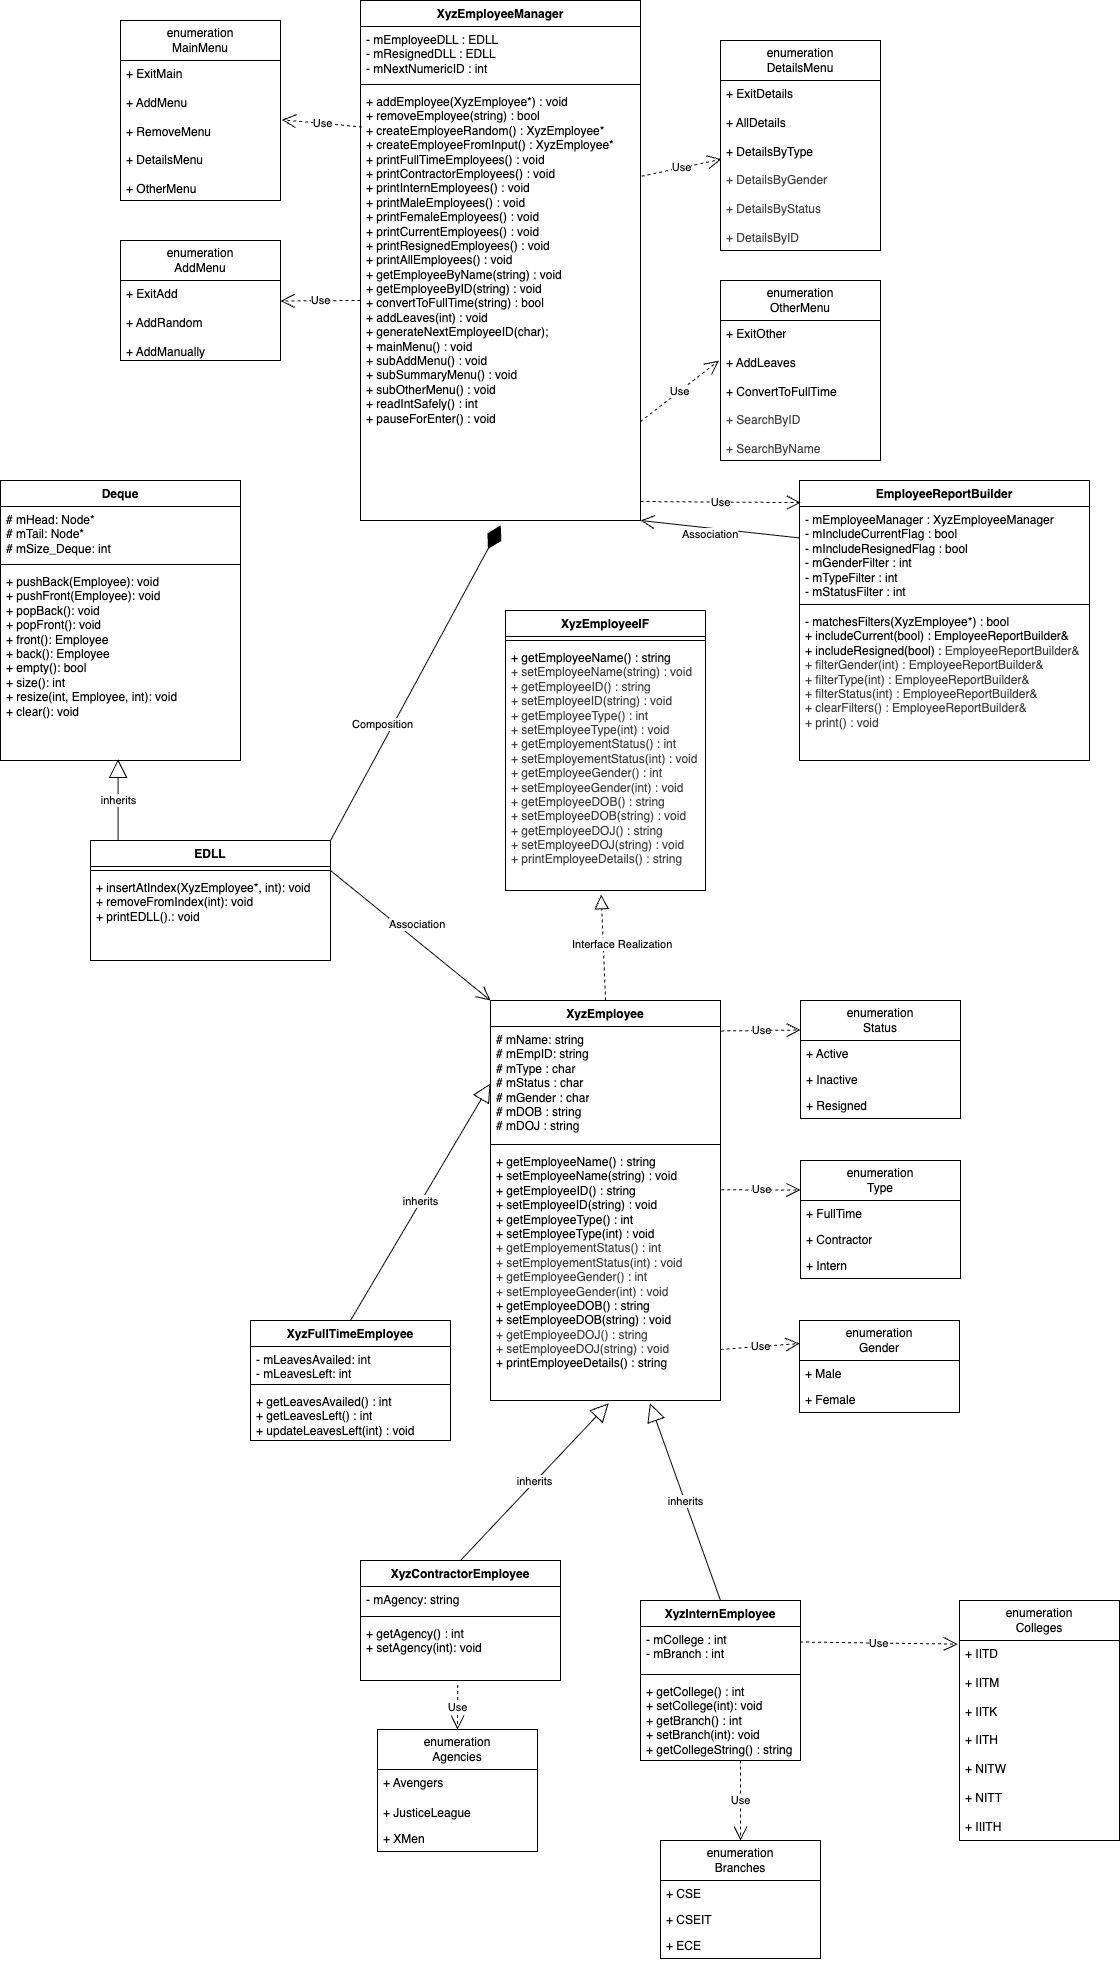 XyzEmployeeManager
- mEmployeeDLL : EDLL
- mResignedDLL : EDLL
- mNextNumericID : int
+ addEmployee(XyzEmployee*) : void
+ removeEmployee(string) : bool
+ createEmployeeRandom() : XyzEmployee*
+ createEmployeeFromInput() : XyzEmployee*
+ printFullTimeEmployees() : void
+ printContractorEmployees() : void
+ printInternEmployees() : void
+ printMaleEmployees() : void
+ printFemaleEmployees() : void
+ printCurrentEmployees() : void
+ printResignedEmployees() : void
+ printAllEmployees() : void
+ getEmployeeByName(string) : void
+ getEmployeeByID(string) : void
+ convertToFullTime(string) : bool
+ addLeaves(int) : void
+ generateNextEmployeeID(char);
+ mainMenu() : void
+ subAddMenu() : void
+ subSummaryMenu() : void
+ subOtherMenu() : void
+ readIntSafely() : int
+ pauseForEnter() : void
enumeration
MainMenu
+ ExitMain
+ AddMenu
+ RemoveMenu
+ DetailsMenu
+ OtherMenu
Use
enumeration
AddMenu
+ ExitAdd
+ AddRandom
+ AddManually
Use
enumeration
DetailsMenu
+ ExitDetails
+ AllDetails
+ DetailsByType
+ DetailsByGender
+ DetailsByStatus
+ DetailsByID
Use
enumeration
OtherMenu
+ ExitOther
+ AddLeaves
+ ConvertToFullTime
+ SearchByID
+ SearchByName
Use
Use
Association
EmployeeReportBuilder
- mEmployeeManager : XyzEmployeeManager
- mIncludeCurrentFlag : bool
- mIncludeResignedFlag : bool
- mGenderFilter : int
- mTypeFilter : int
- mStatusFilter : int
- matchesFilters(XyzEmployee*) : bool
+ includeCurrent(bool) : EmployeeReportBuilder&
+ includeResigned(bool) : EmployeeReportBuilder&
+ filterGender(int) : EmployeeReportBuilder&
+ filterType(int) : EmployeeReportBuilder&
+ filterStatus(int) : EmployeeReportBuilder&
+ clearFilters() : EmployeeReportBuilder&
+ print() : void
Deque
# mHead: Node*
# mTail: Node*
# mSize_Deque: int
+ pushBack(Employee): void
+ pushFront(Employee): void
+ popBack(): void
+ popFront(): void
+ front(): Employee
+ back(): Employee
+ empty(): bool
+ size(): int
+ resize(int, Employee, int): void
+ clear(): void
inherits
Composition
EDLL
+ insertAtIndex(XyzEmployee*, int): void
+ removeFromIndex(int): void
+ printEDLL().: void
Association
XyzEmployeeIF
+ getEmployeeName() : string
+ setEmployeeName(string) : void
+ getEmployeeID() : string
+ setEmployeeID(string) : void
+ getEmployeeType() : int
+ setEmployeeType(int) : void
+ getEmployementStatus() : int
+ setEmployementStatus(int) : void
+ getEmployeeGender() : int
+ setEmployeeGender(int) : void
+ getEmployeeDOB() : string
+ setEmployeeDOB(string) : void
+ getEmployeeDOJ() : string
+ setEmployeeDOJ(string) : void
+ printEmployeeDetails() : string
Interface Realization
XyzEmployee
# mName: string
# mEmpID: string
# mType : char
# mStatus : char
# mGender : char
# mDOB : string
# mDOJ : string
+ getEmployeeName() : string
+ setEmployeeName(string) : void
+ getEmployeeID() : string
+ setEmployeeID(string) : void
+ getEmployeeType() : int
+ setEmployeeType(int) : void
+ getEmployementStatus() : int
+ setEmployementStatus(int) : void
+ getEmployeeGender() : int
+ setEmployeeGender(int) : void
+ getEmployeeDOB() : string
+ setEmployeeDOB(string) : void
+ getEmployeeDOJ() : string
+ setEmployeeDOJ(string) : void
+ printEmployeeDetails() : string
Use
enumeration
Status
+ Active
+ Inactive
+ Resigned
Use
enumeration
Type
+ FullTime
+ Contractor
+ Intern
Use
enumeration
Gender
+ Male
+ Female
inherits
XyzFullTimeEmployee
- mLeavesAvailed: int
- mLeavesLeft: int
+ getLeavesAvailed() : int
+ getLeavesLeft() : int
+ updateLeavesLeft(int) : void
inherits
inherits
XyzContractorEmployee
- mAgency: string
+ getAgency() : int
+ setAgency(int): void
Use
enumeration
Agencies
+ Avengers
+ JusticeLeague
+ XMen
XyzInternEmployee
- mCollege : int
- mBranch : int
+ getCollege() : int
+ setCollege(int): void
+ getBranch() : int
+ setBranch(int): void
+ getCollegeString() : string
Use
enumeration
Colleges
+ IITD
+ IITM
+ IITK
+ IITH
+ NITW
+ NITT
+ IIITH
Use
enumeration
Branches
+ CSE
+ CSEIT
+ ECE